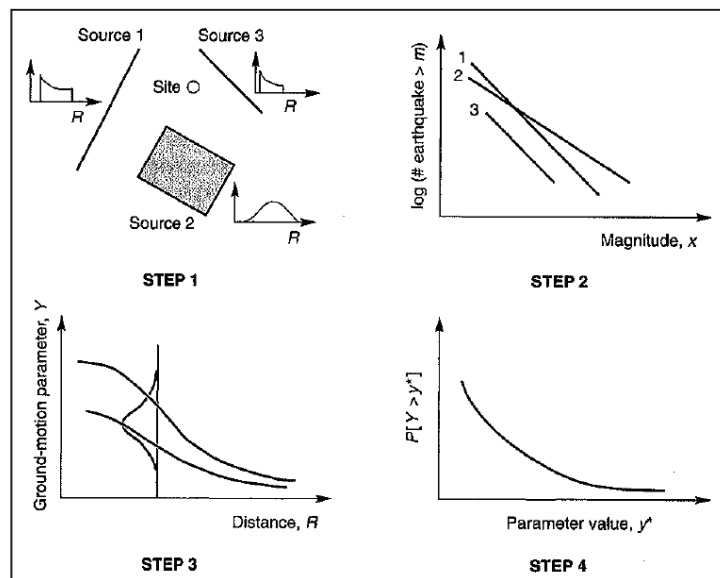 Source 1
Source 3
Site
R
R
Source 2
R
STEP 1
log (# earthquake > m)
1
2
3
Magnitude, x
STEP 2
Ground-motion parameter, Y
Distance, R
STEP 3
P[Y > y*]
Parameter value, y*
STEP 4